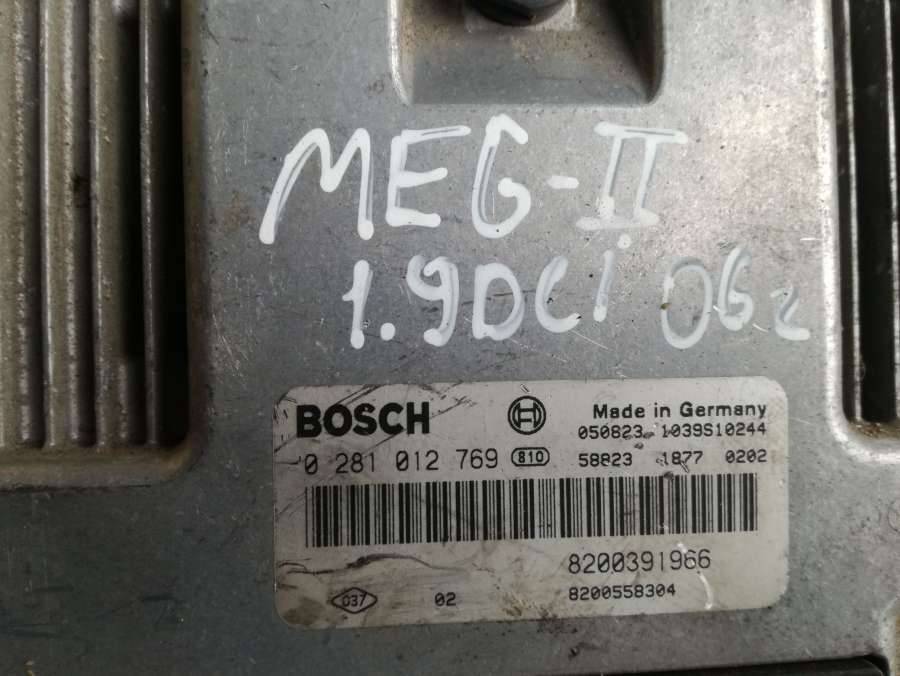 MEG-II
1.9DCI 06г
BOSCH Made in Germany
050823 1039S10244
0 281 012 769 810 58823 1877 0202
8200391966
037 02 8200558304